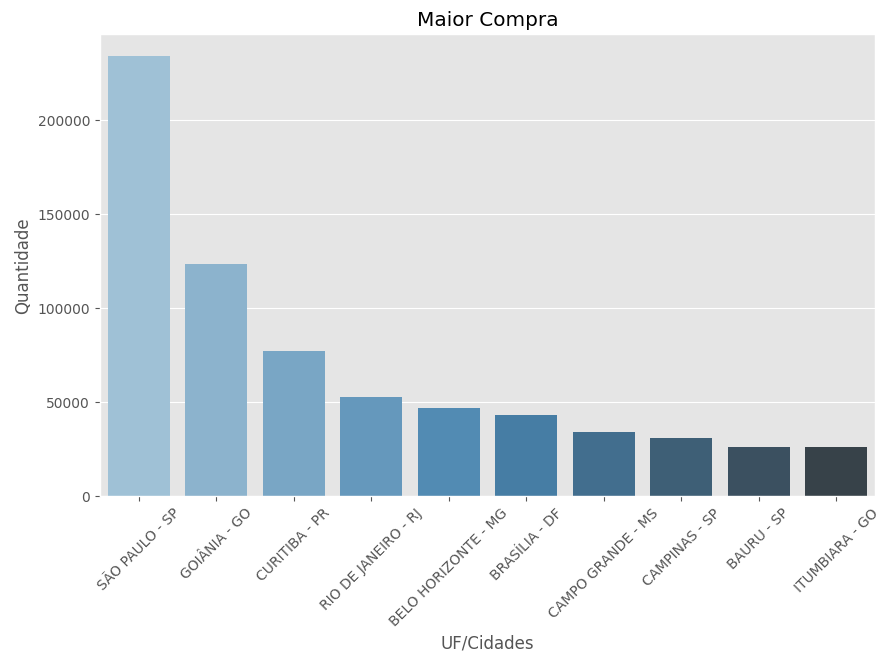 Maior Compra
Quantidade
200000
150000
100000
50000
0
SÃO PAULO - SP
GOIÂNIA - GO
CURITIBA - PR
RIO DE JANEIRO - RJ
BELO HORIZONTE - MG
BRASÍLIA - DF
CAMPO GRANDE - MS
CAMPINAS - SP
BAURU - SP
ITUMBIARA - GO
UF/Cidades